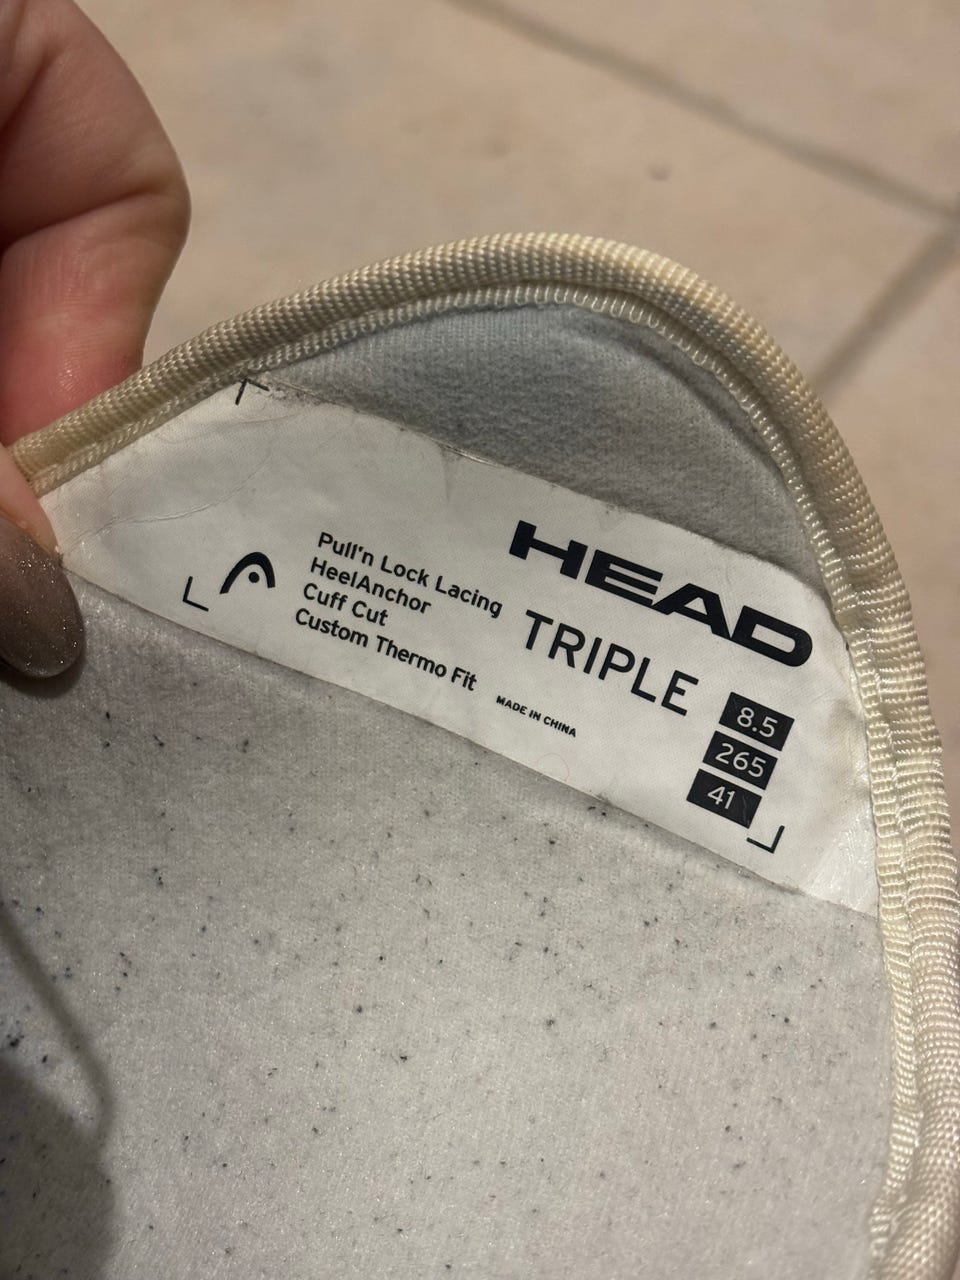 HEAD
TRIPLE
8.5
265
41
Pull'n Lock Lacing
HeelAnchor
Cuff Cut
Custom Thermo Fit
MADE IN CHINA